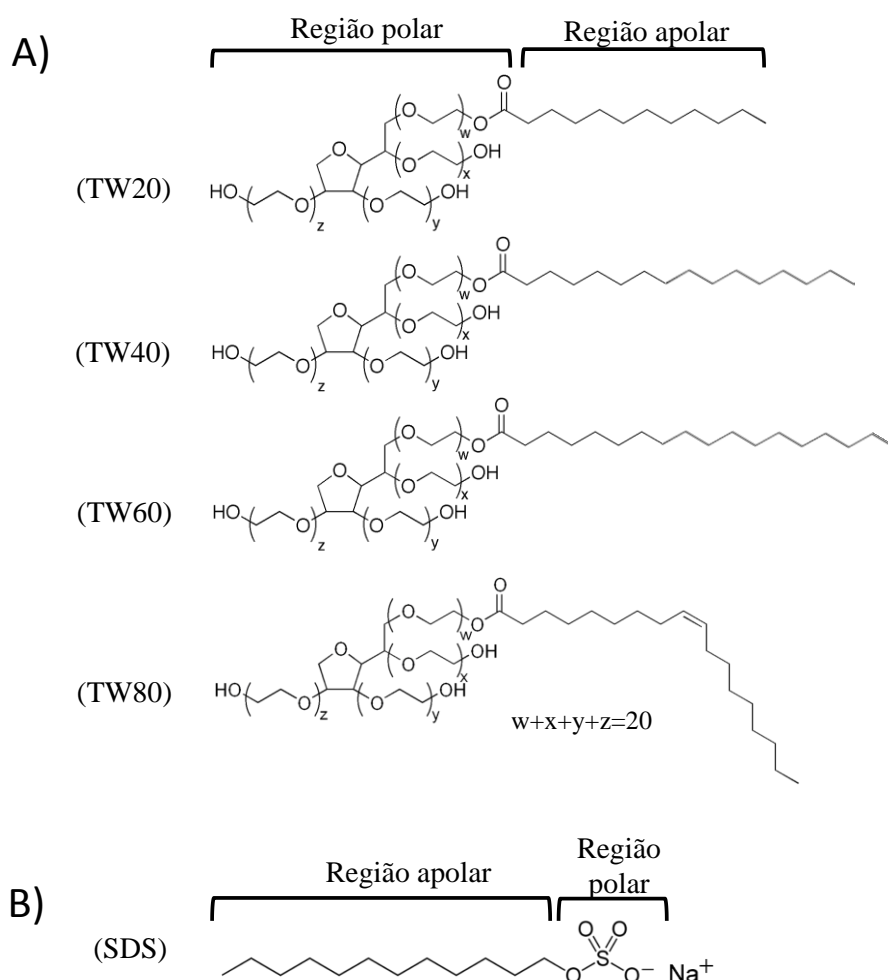 A)
Região polar
Região apolar
(TW20)
O
O
w
O
O
O
x
OH
HO
O
z
O
y
OH
(TW40)
O
O
w
O
O
O
x
OH
HO
O
z
O
y
OH
(TW60)
O
O
w
O
O
O
x
OH
HO
O
z
O
y
OH
(TW80)
O
O
w
O
O
O
x
OH
HO
O
z
O
y
OH
w+x+y+z=20
B)
Região apolar
Região
polar
(SDS)
O O
S
O O⁻ Na⁺